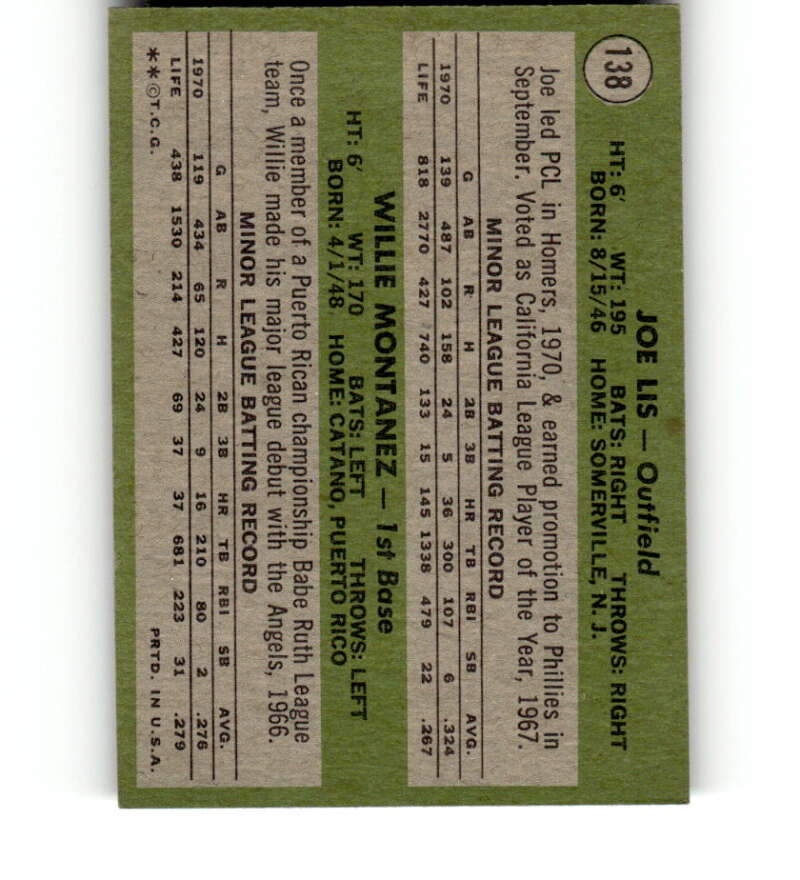 138
JOE LIS — Outfield
HT: 6' WT: 195 BATS: RIGHT THROWS: RIGHT
BORN: 8/15/46 HOME: SOMERVILLE, N. J.
Joe led PCL in Homers, 1970, & earned promotion to Phillies in
September. Voted as California League Player of the Year, 1967.
MINOR LEAGUE BATTING RECORD
G AB R H 2B 3B HR TB RBI SB AVG.
1970 139 487 102 158 24 5 36 300 107 6 .324
LIFE 818 2770 427 740 133 15 145 1338 479 22 .267
WILLIE MONTANEZ — 1st Base
HT: 6' WT: 170 BATS: LEFT THROWS: LEFT
BORN: 4/1/48 HOME: CATANO, PUERTO RICO
Once a member of a Puerto Rican championship Babe Ruth League
team, Willie made his major league debut with the Angels, 1966.
MINOR LEAGUE BATTING RECORD
G AB R H 2B 3B HR TB RBI SB AVG.
1970 119 434 65 120 24 9 16 210 80 2 .276
LIFE 438 1530 214 427 69 37 37 681 223 31 .279
**©T.C.G. PRTD. IN U.S.A.